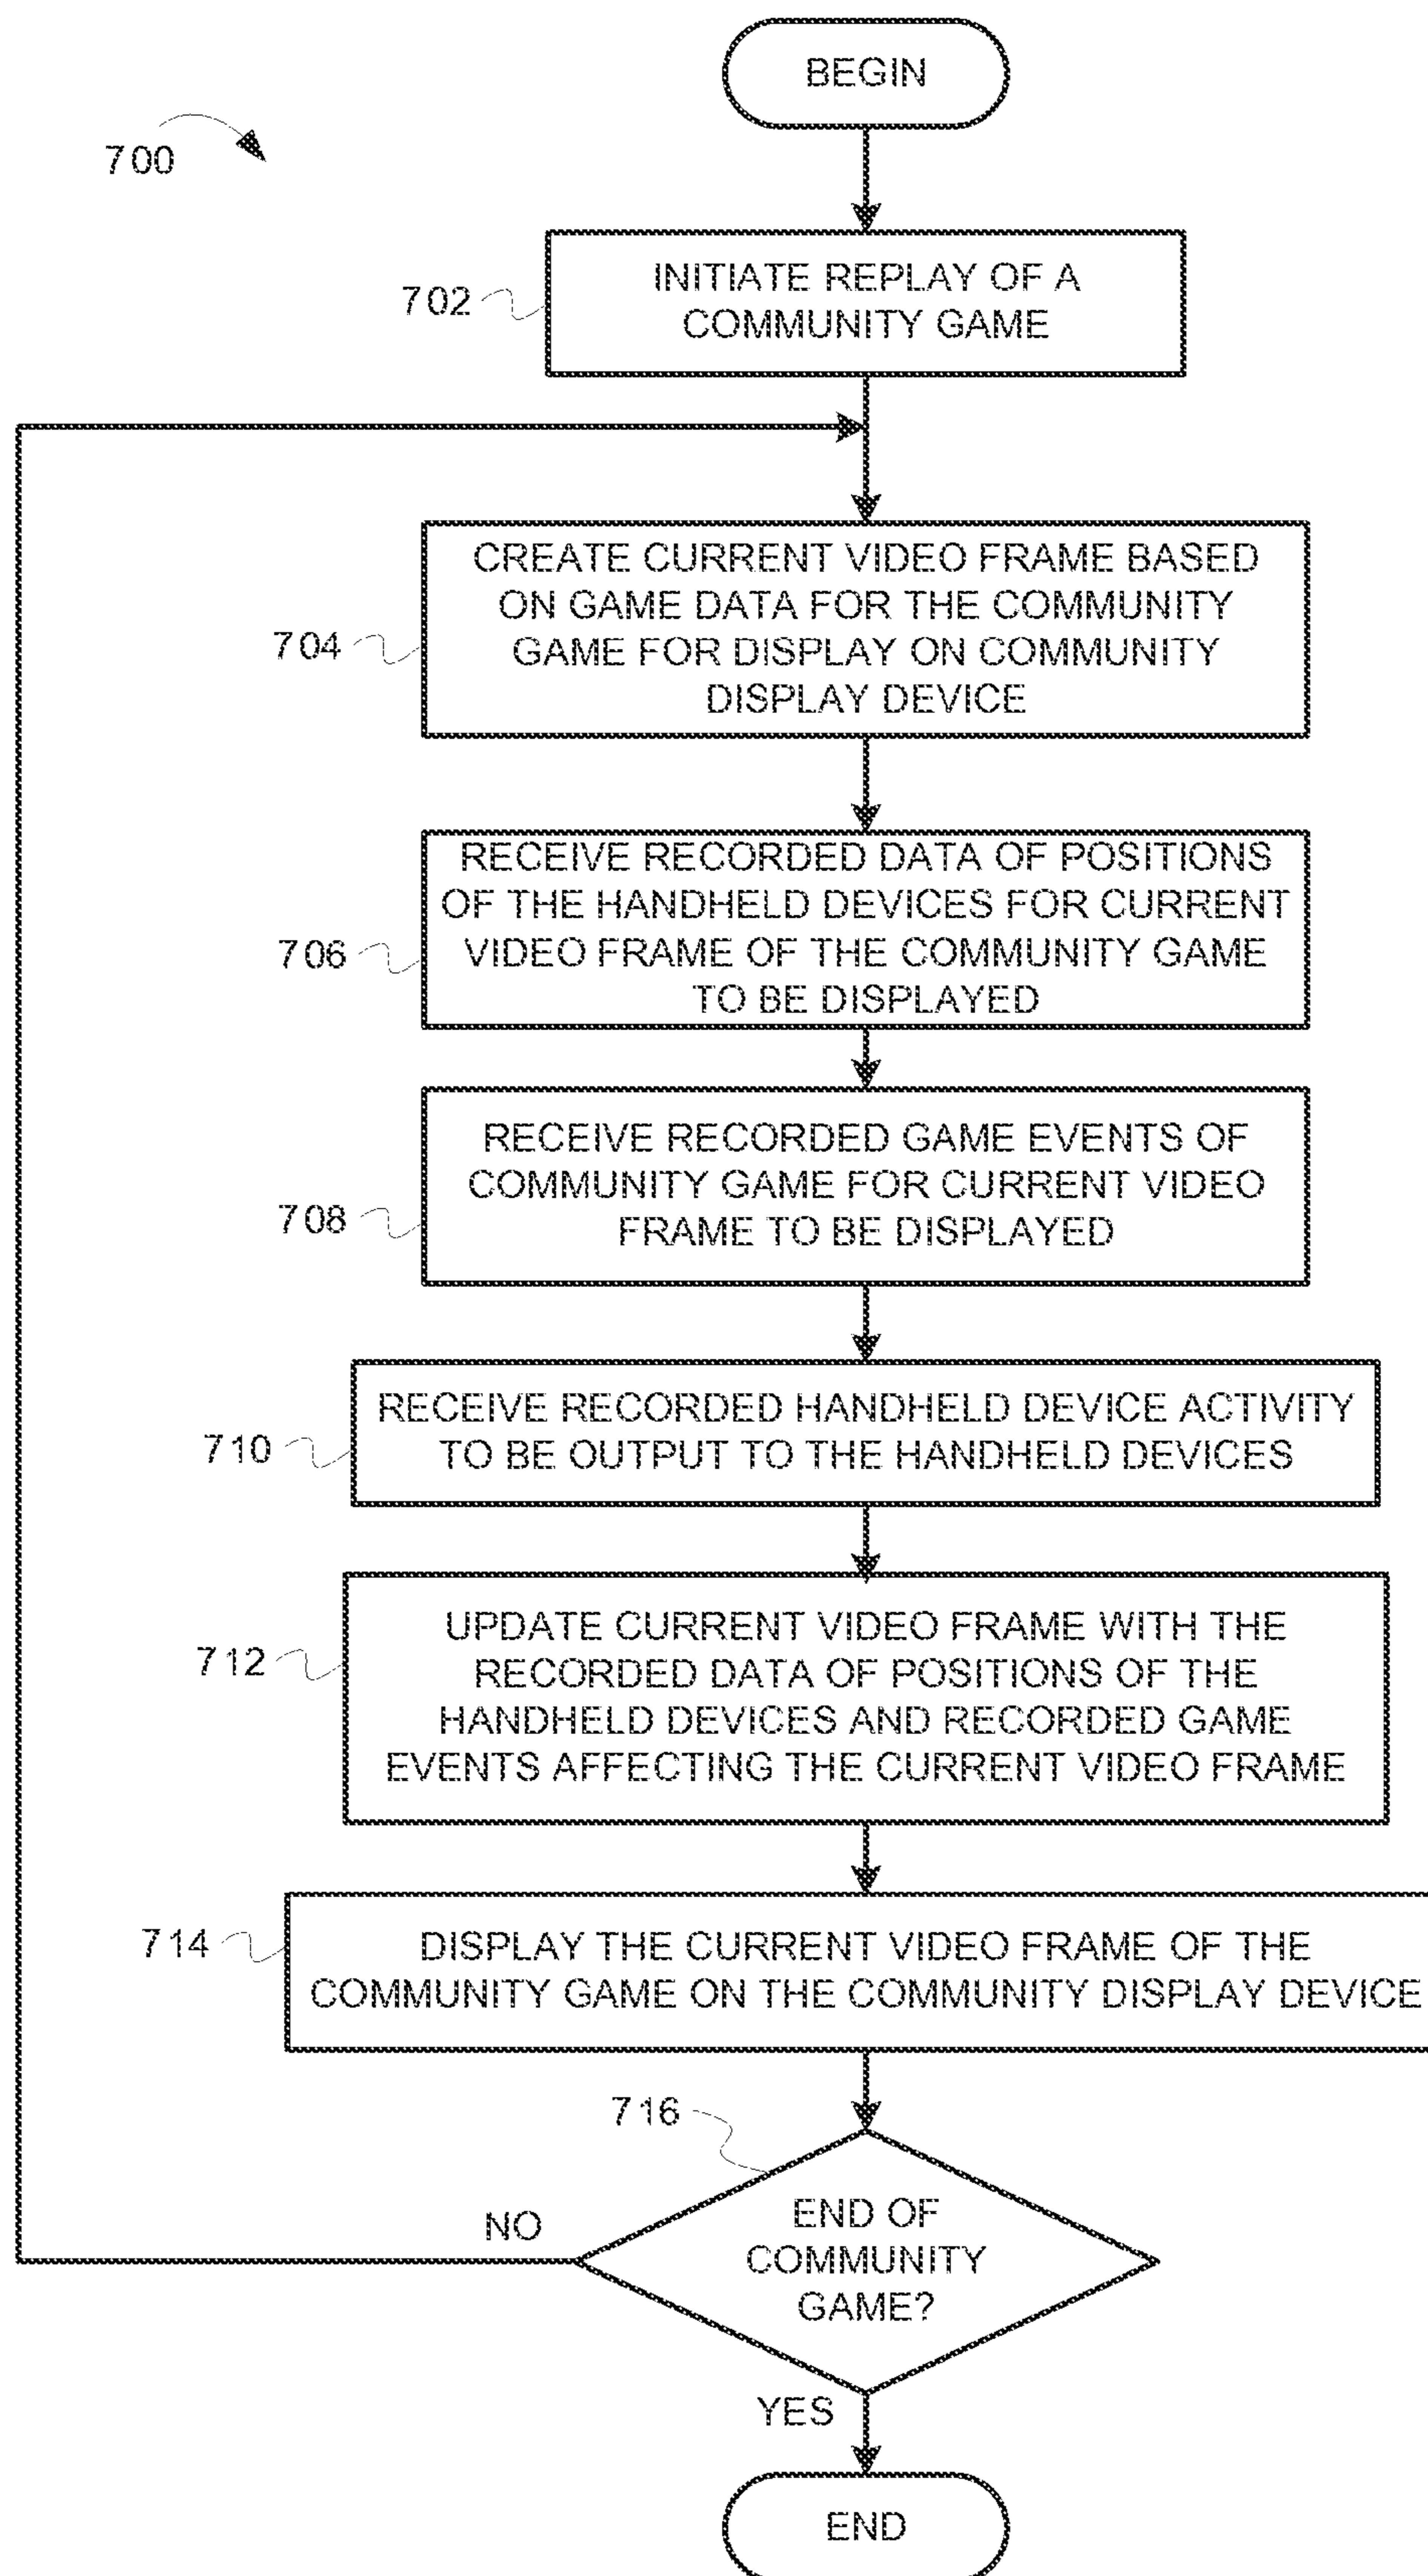 BEGIN
700
702
INITIATE REPLAY OF A
COMMUNITY GAME
704
CREATE CURRENT VIDEO FRAME BASED
ON GAME DATA FOR THE COMMUNITY
GAME FOR DISPLAY ON COMMUNITY
DISPLAY DEVICE
706
RECEIVE RECORDED DATA OF POSITIONS
OF THE HANDHELD DEVICES FOR CURRENT
VIDEO FRAME OF THE COMMUNITY GAME
TO BE DISPLAYED
708
RECEIVE RECORDED GAME EVENTS OF
COMMUNITY GAME FOR CURRENT VIDEO
FRAME TO BE DISPLAYED
710
RECEIVE RECORDED HANDHELD DEVICE ACTIVITY
TO BE OUTPUT TO THE HANDHELD DEVICES
712
UPDATE CURRENT VIDEO FRAME WITH THE
RECORDED DATA OF POSITIONS OF THE
HANDHELD DEVICES AND RECORDED GAME
EVENTS AFFECTING THE CURRENT VIDEO FRAME
714
DISPLAY THE CURRENT VIDEO FRAME OF THE
COMMUNITY GAME ON THE COMMUNITY DISPLAY DEVICE
716
END OF
COMMUNITY
GAME?
NO
YES
END